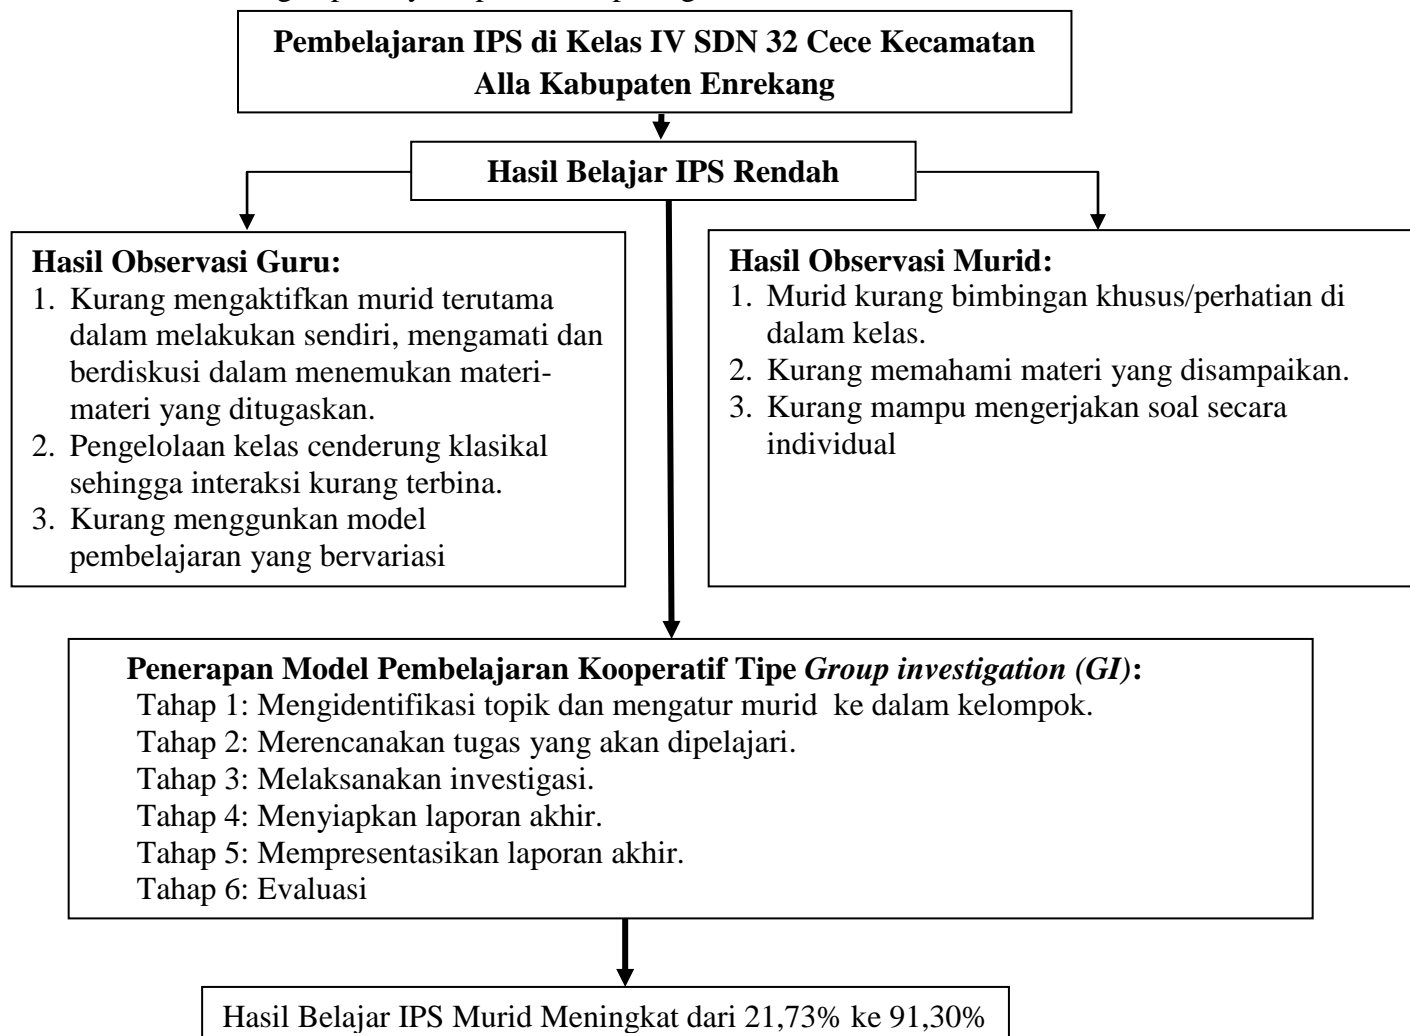 Pembelajaran IPS di Kelas IV SDN 32 Cece Kecamatan
Alla Kabupaten Enrekang
Hasil Belajar IPS Rendah
Hasil Observasi Guru:
1. Kurang mengaktifkan murid terutama
dalam melakukan sendiri, mengamati dan
berdiskusi dalam menemukan materi-
materi yang ditugaskan.
2. Pengelolaan kelas cenderung klasikal
sehingga interaksi kurang terbina.
3. Kurang menggunkan model
pembelajaran yang bervariasi
Hasil Observasi Murid:
1. Murid kurang bimbingan khusus/perhatian di
dalam kelas.
2. Kurang memahami materi yang disampaikan.
3. Kurang mampu mengerjakan soal secara
individual
Penerapan Model Pembelajaran Kooperatif Tipe Group investigation (GI):
Tahap 1: Mengidentifikasi topik dan mengatur murid  ke dalam kelompok.
Tahap 2: Merencanakan tugas yang akan dipelajari.
Tahap 3: Melaksanakan investigasi.
Tahap 4: Menyiapkan laporan akhir.
Tahap 5: Mempresentasikan laporan akhir.
Tahap 6: Evaluasi
Hasil Belajar IPS Murid Meningkat dari 21,73% ke 91,30%